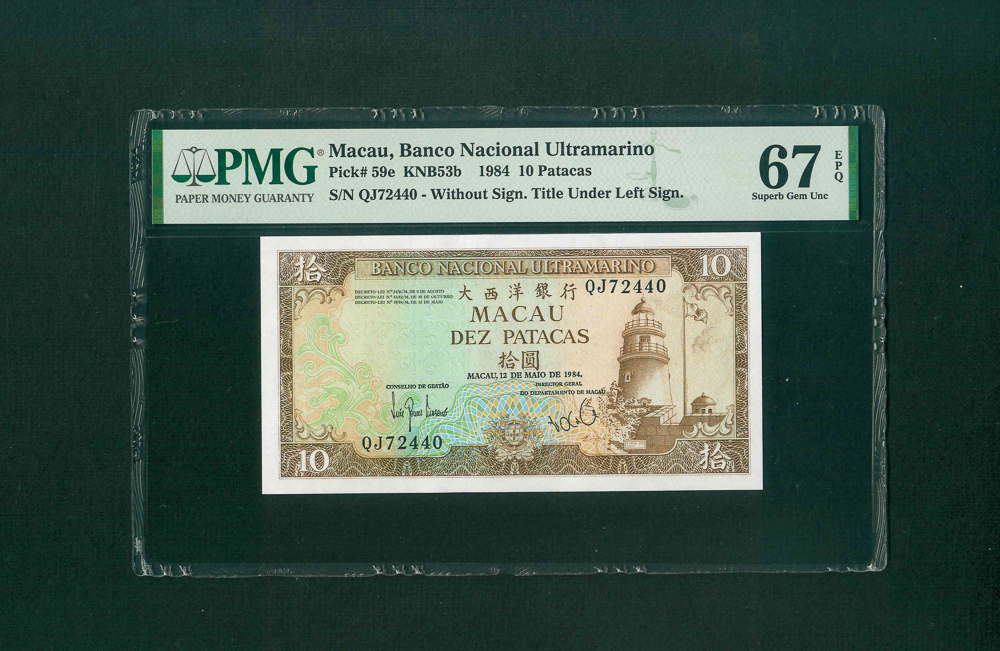 PMG®
PAPER MONEY GUARANTY
Macau, Banco Nacional Ultramarino
Pick# 59e KNB53b 1984 10 Patacas
S/N QJ72440 - Without Sign. Title Under Left Sign.
67
EPQ
Superb Gem Unc
拾
BANCO NACIONAL ULTRAMARINO
10
大西洋銀行
QJ72440
MACAU
DEZ PATACAS
拾圓
MACAU, 12 DE MAIO DE 1984.
CONSELHO DE GESTÃO
DIRECTOR GERAL
DO DEPARTAMENTO DE MACAU
QJ72440
10
拾